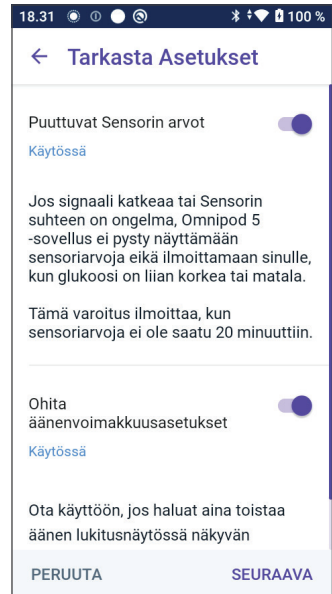 18.31 100 %
Tarkasta Asetukset
Puuttuvat Sensorin arvot
Käytössä
Jos signaali katkeaa tai Sensorin
suhteen on ongelma, Omnipod 5
-sovellus ei pysty näyttämään
sensoriarvoja eikä ilmoittamaan sinulle,
kun glukoosi on liian korkea tai matala.
Tämä varoitus ilmoittaa, kun
sensoriarvoja ei ole saatu 20 minuuttiin.
Ohita
äänenvoimakkuusasetukset
Käytössä
Ota käyttöön, jos haluat aina toistaa
äänen lukitusnäytössä näkyvän
PERUUTA SEURAAVA